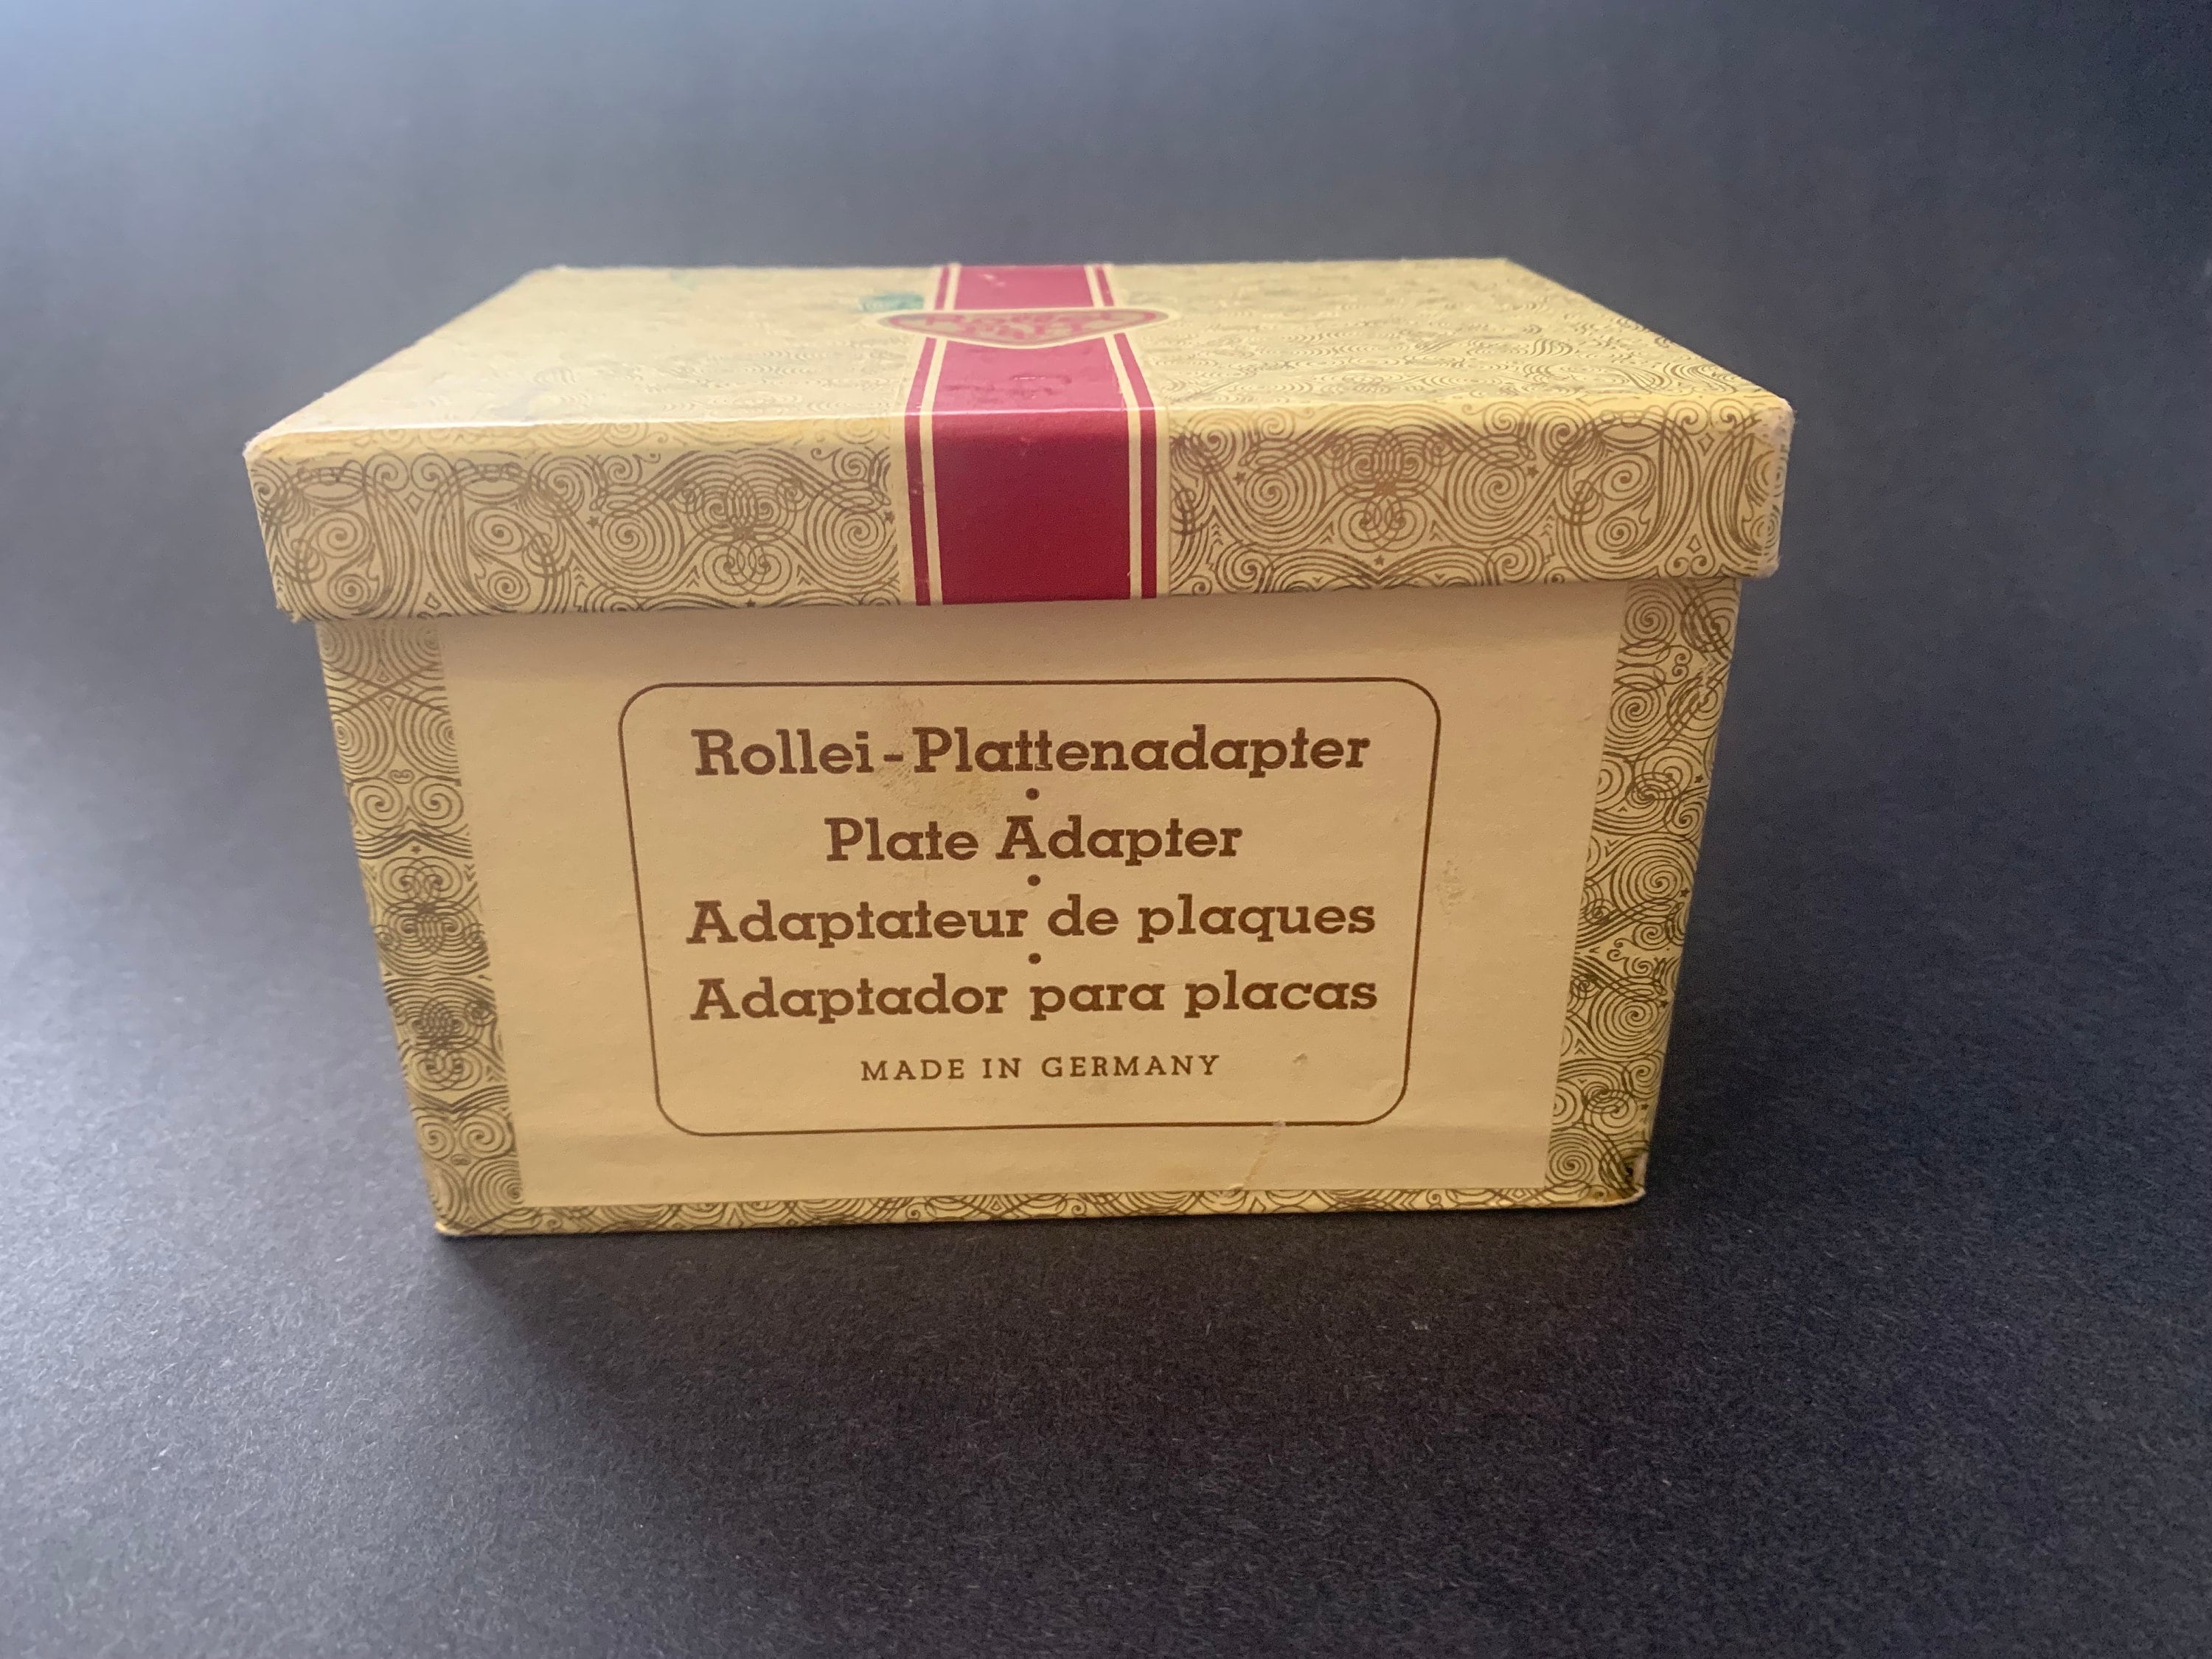 Rollei-Plattenadapter
•
Plate Adapter
•
Adaptateur de plaques
•
Adaptador para placas
MADE IN GERMANY